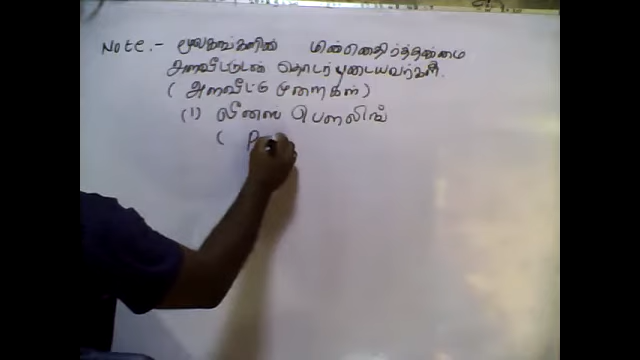 Note:- மூலகங்களின் மின்னெதிர்த்தன்மை
அளவீட்டுடன் தொடர்புடையவர்கள்.
(அளவீட்டு முறைகள்)
(1) லீனஸ் பௌலிங்
( P